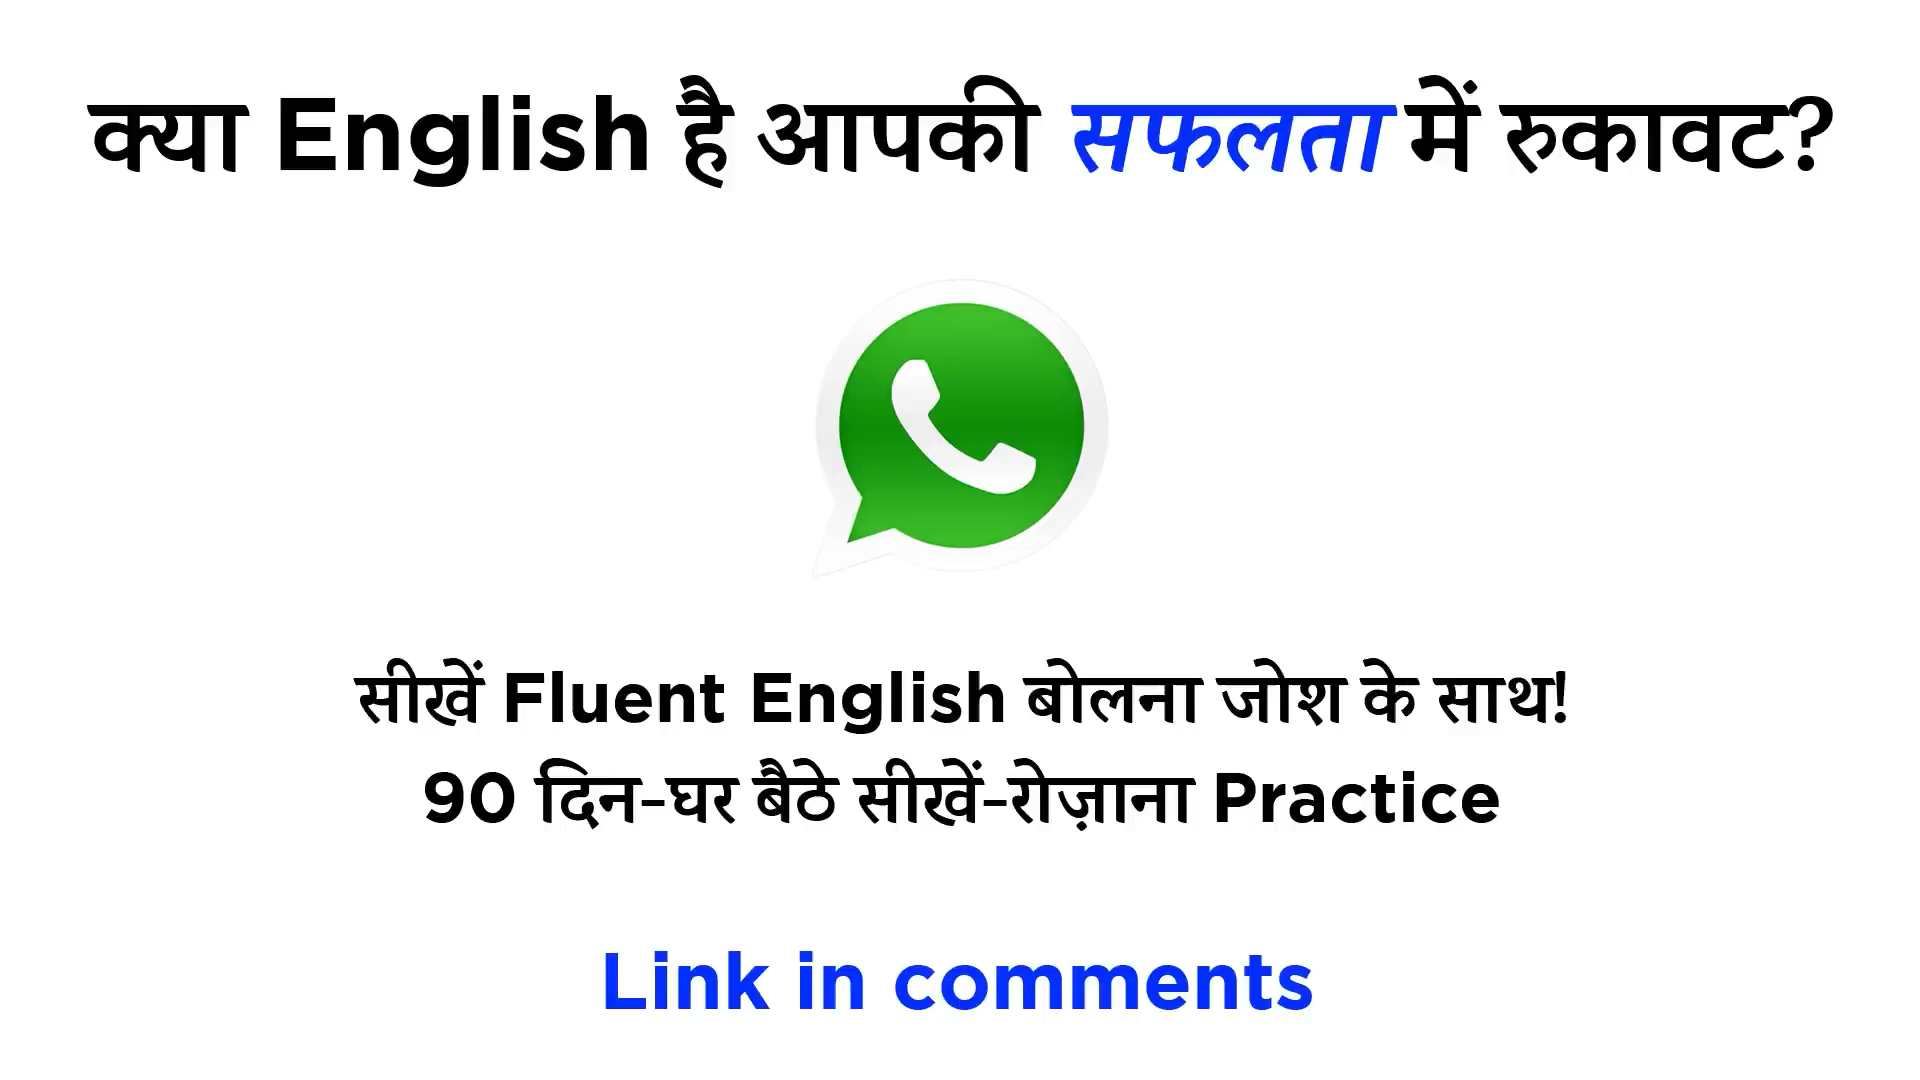 क्या English है आपकी सफलता में रुकावट?
सीखें Fluent English बोलना जोश के साथ!
90 दिन-घर बैठे सीखें-रोज़ाना Practice
Link in comments